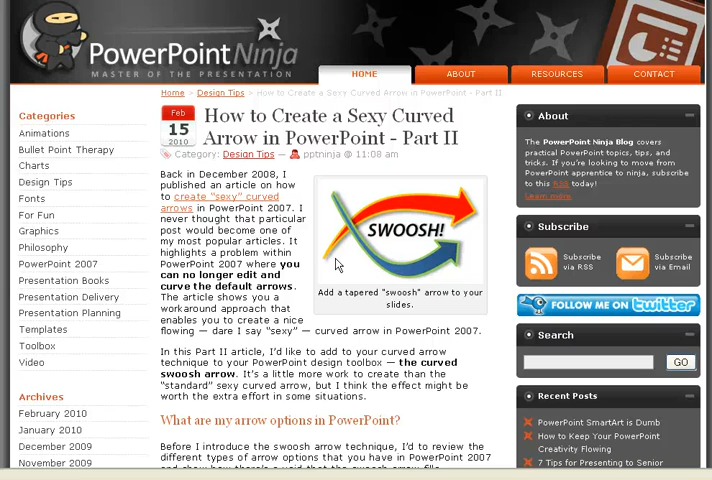 PowerPointNinja
MASTER OF THE PRESENTATION
HOME
ABOUT
RESOURCES
CONTACT
Home > Design Tips > How to Create a Sexy Curved Arrow in PowerPoint - Part II
Categories
Animations
Bullet Point Therapy
Charts
Design Tips
Fonts
For Fun
Graphics
Philosophy
PowerPoint 2007
Presentation Books
Presentation Delivery
Presentation Planning
Templates
Toolbox
Video
Archives
February 2010
January 2010
December 2009
November 2009
Feb
15
2010
How to Create a Sexy Curved
Arrow in PowerPoint - Part II
Category: Design Tips — pptninja @ 11:08 am
Back in December 2008, I
published an article on how
to create "sexy" curved
arrows in PowerPoint 2007. I
never thought that particular
post would become one of
my most popular articles. It
highlights a problem within
PowerPoint 2007 where you
can no longer edit and
curve the default arrows.
The article shows you a
workaround approach that
enables you to create a nice
flowing — dare I say "sexy" — curved arrow in PowerPoint 2007.
SWOOSH!
Add a tapered "swoosh" arrow to your
slides.
In this Part II article, I'd like to add to your curved arrow
technique to your PowerPoint design toolbox — the curved
swoosh arrow. It's a little more work to create than the
"standard" sexy curved arrow, but I think the effect might be
worth the extra effort in some situations.
What are my arrow options in PowerPoint?
Before I introduce the swoosh arrow technique, I'd to review the
different types of arrow options that you have in PowerPoint 2007
and show how there's a void that the swoosh arrow fills.
About
The PowerPoint Ninja Blog covers
practical PowerPoint topics, tips, and
tricks. If you're looking to move from
PowerPoint apprentice to ninja, subscribe
to this RSS today!
Learn more.
Subscribe
Subscribe
via RSS
Subscribe
via Email
FOLLOW ME ON twitter
Search
GO
Recent Posts
PowerPoint SmartArt is Dumb
How to Keep Your PowerPoint
Creativity Flowing
7 Tips for Presenting to Senior